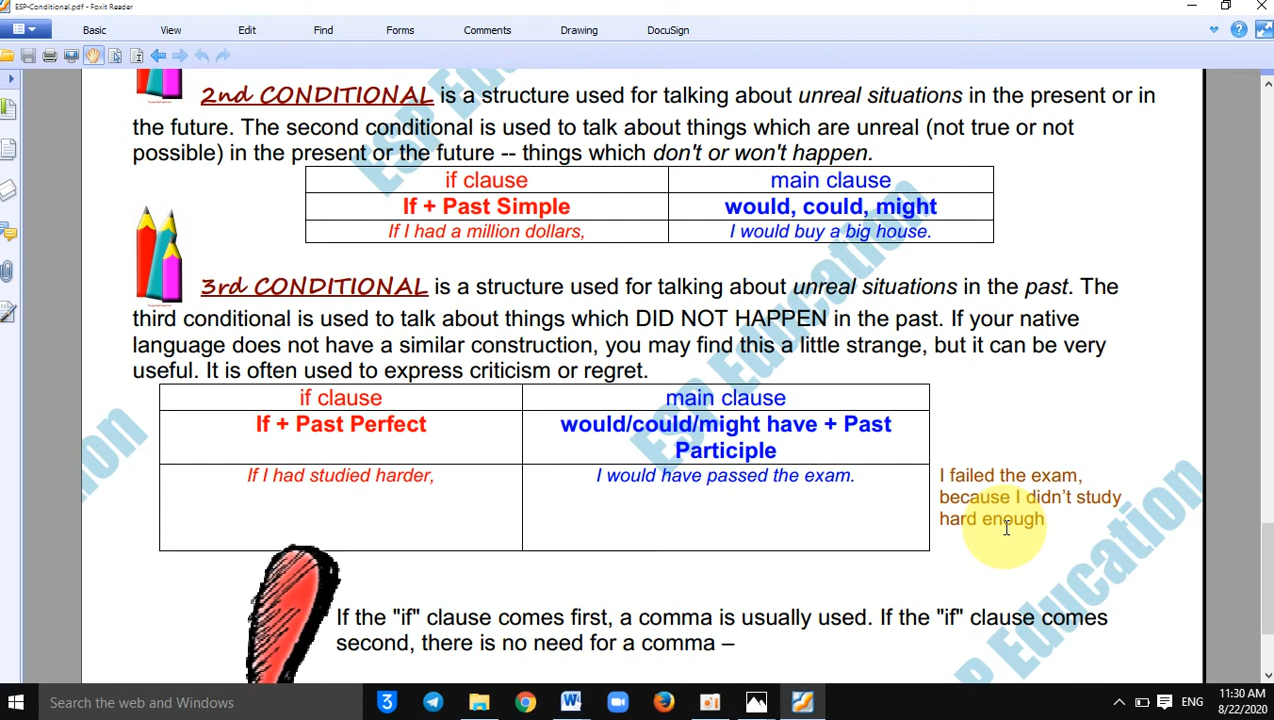 ESP-Conditional.pdf - Foxit Reader
Basic View Edit Find Forms Comments Drawing DocuSign
2nd CONDITIONAL is a structure used for talking about unreal situations in the present or in
the future. The second conditional is used to talk about things which are unreal (not true or not
possible) in the present or the future -- things which don't or won't happen.
if clause main clause
If + Past Simple would, could, might
If I had a million dollars, I would buy a big house.
3rd CONDITIONAL is a structure used for talking about unreal situations in the past. The
third conditional is used to talk about things which DID NOT HAPPEN in the past. If your native
language does not have a similar construction, you may find this a little strange, but it can be very
useful. It is often used to express criticism or regret.
if clause main clause
If + Past Perfect would/could/might have + Past
Participle
If I had studied harder, I would have passed the exam.
I failed the exam,
because I didn't study
hard enough
If the "if" clause comes first, a comma is usually used. If the "if" clause comes
second, there is no need for a comma –
ESP Education
ESP Education
ESP Education
ation
Search the web and Windows
ENG
11:30 AM
8/22/2020